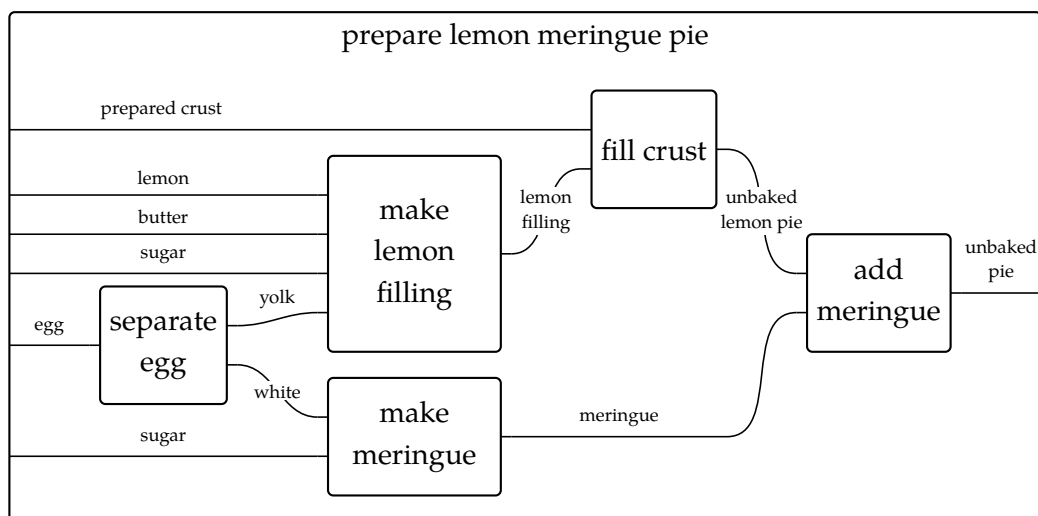 prepare lemon meringue pie
prepared crust
fill crust
lemon
butter
sugar
make
lemon
filling
lemon
filling
unbaked
lemon pie
egg
separate
egg
yolk
white
sugar
make
meringue
meringue
add
meringue
unbaked
pie